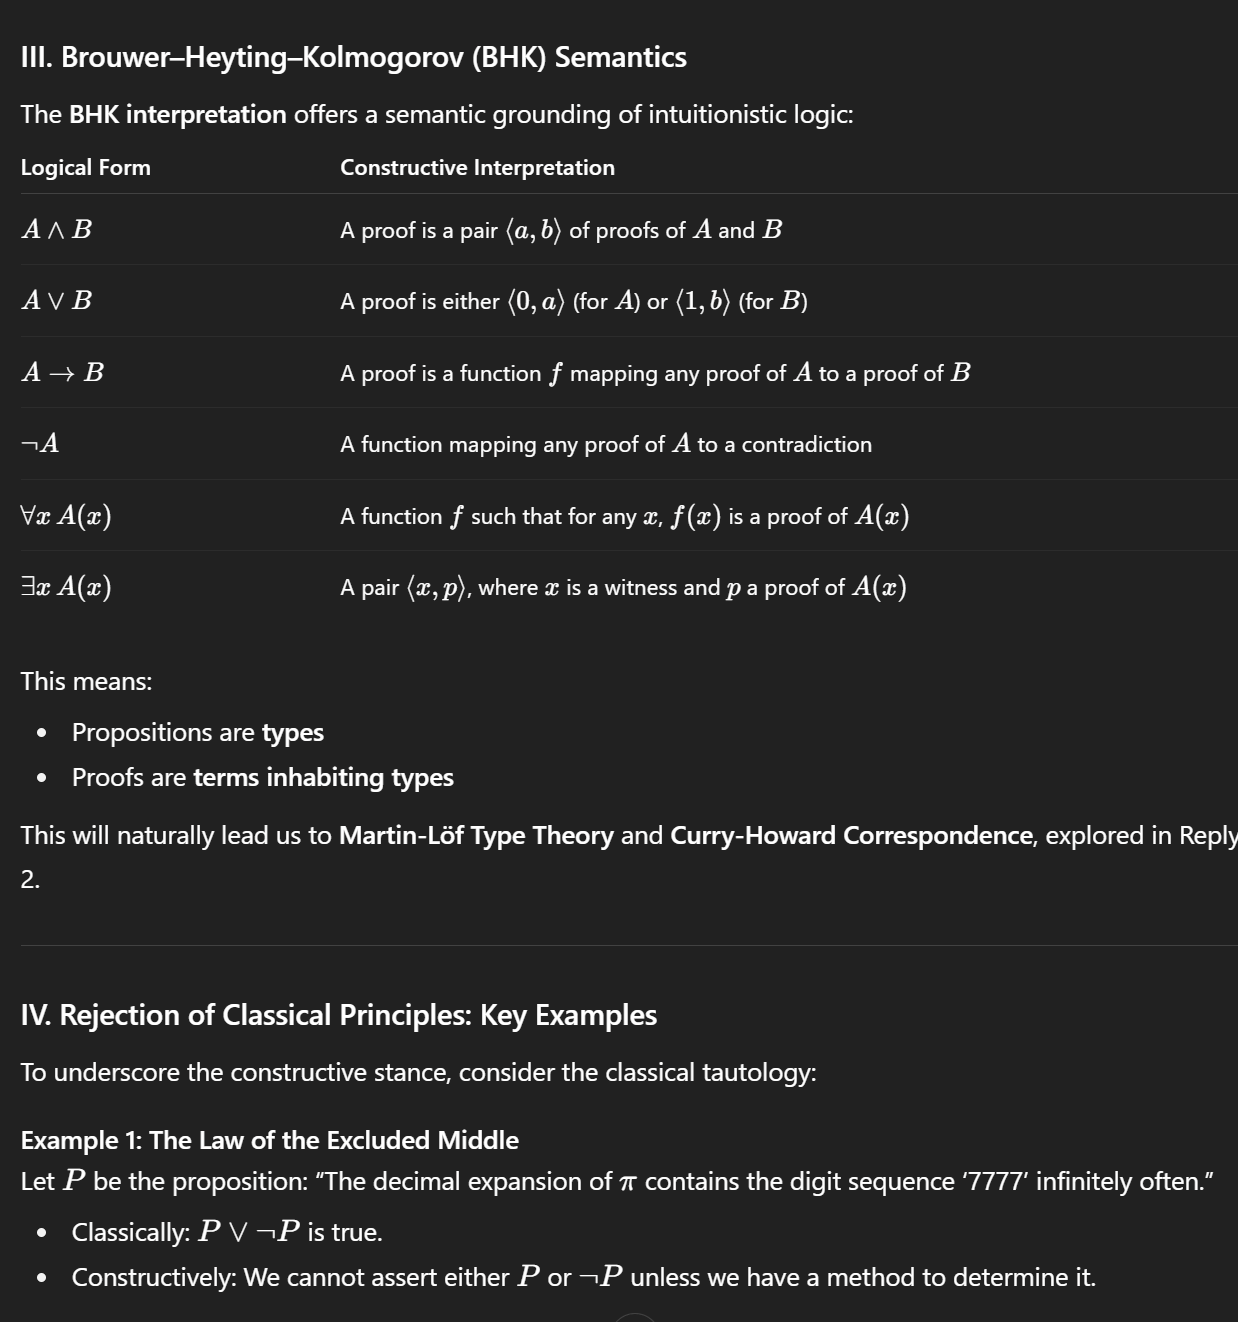 III. Brouwer–Heyting–Kolmogorov (BHK) Semantics
The BHK interpretation offers a semantic grounding of intuitionistic logic:
Logical Form Constructive Interpretation
A ∧ B A proof is a pair ⟨a, b⟩ of proofs of A and B
A ∨ B A proof is either ⟨0, a⟩ (for A) or ⟨1, b⟩ (for B)
A → B A proof is a function f mapping any proof of A to a proof of B
¬A A function mapping any proof of A to a contradiction
∀x A(x) A function f such that for any x, f(x) is a proof of A(x)
∃x A(x) A pair ⟨x, p⟩, where x is a witness and p a proof of A(x)
This means:
• Propositions are types
• Proofs are terms inhabiting types
This will naturally lead us to Martin-Löf Type Theory and Curry-Howard Correspondence, explored in Reply
2.
IV. Rejection of Classical Principles: Key Examples
To underscore the constructive stance, consider the classical tautology:
Example 1: The Law of the Excluded Middle
Let P be the proposition: “The decimal expansion of π contains the digit sequence ‘7777’ infinitely often.”
• Classically: P ∨ ¬P is true.
• Constructively: We cannot assert either P or ¬P unless we have a method to determine it.